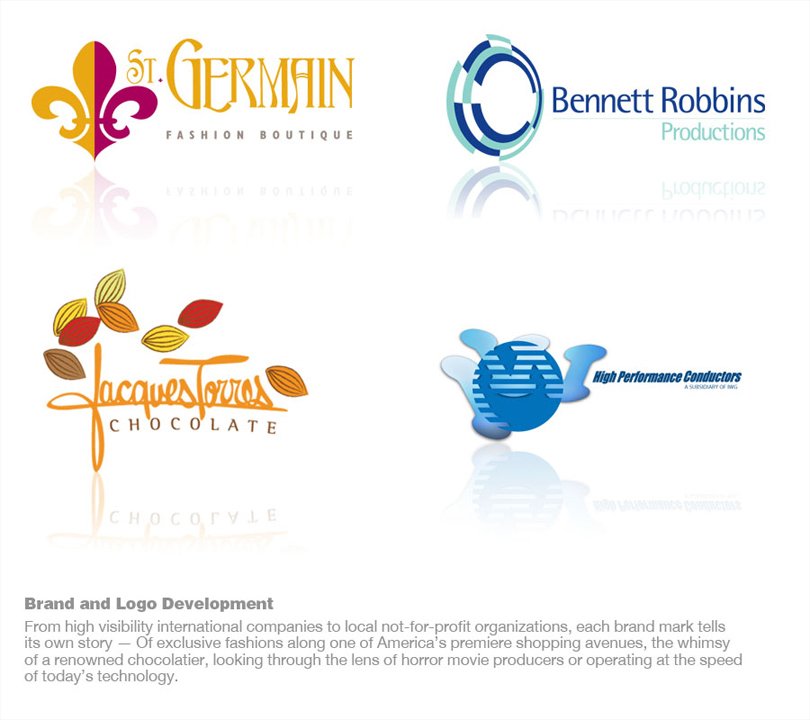 St. Germain
FASHION BOUTIQUE
Bennett Robbins
Productions
Jacques Torres
CHOCOLATE
High Performance Conductors
A SUBSIDIARY OF IWG
Brand and Logo Development
From high visibility international companies to local not-for-profit organizations, each brand mark tells
its own story — Of exclusive fashions along one of America’s premiere shopping avenues, the whimsy
of a renowned chocolatier, looking through the lens of horror movie producers or operating at the speed
of today’s technology.